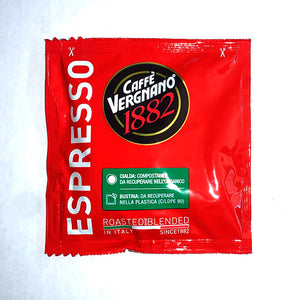 ESPRESSO
CAFFÈ
VERGNANO
1882
CIALDA: COMPOSTABILE
DA RECUPERARE NELL'ORGANICO
BUSTINA: DA RECUPERARE
NELLA PLASTICA (C/LDPE 90)
ROASTED&BLENDED
IN ITALY SINCE1882